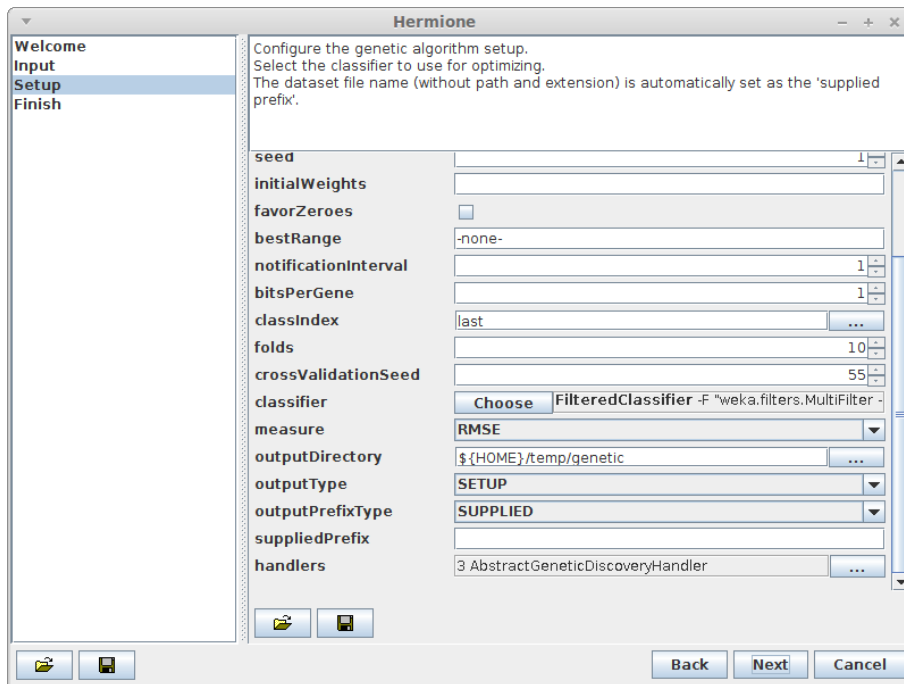 Hermione
Welcome
Input
Setup
Finish
Configure the genetic algorithm setup.
Select the classifier to use for optimizing.
The dataset file name (without path and extension) is automatically set as the 'supplied
prefix'.
seed 1
initialWeights
favorZeroes
bestRange -none-
notificationInterval 1
bitsPerGene 1
classIndex last ...
folds 10
crossValidationSeed 55
classifier Choose FilteredClassifier -F "weka.filters.MultiFilter -
measure RMSE
outputDirectory ${HOME}/temp/genetic ...
outputType SETUP
outputPrefixType SUPPLIED
suppliedPrefix
handlers 3 AbstractGeneticDiscoveryHandler ...
Back Next Cancel